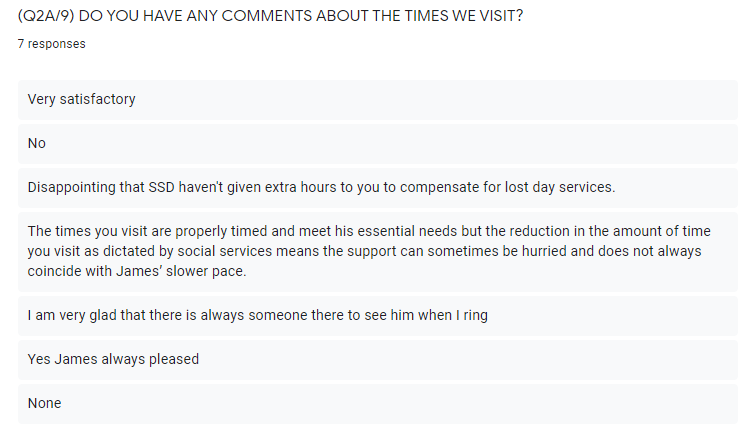 (Q2A/9) DO YOU HAVE ANY COMMENTS ABOUT THE TIMES WE VISIT?
7 responses
Very satisfactory
No
Disappointing that SSD haven't given extra hours to you to compensate for lost day services.
The times you visit are properly timed and meet his essential needs but the reduction in the amount of time
you visit as dictated by social services means the support can sometimes be hurried and does not always
coincide with James' slower pace.
I am very glad that there is always someone there to see him when I ring
Yes James always pleased
None